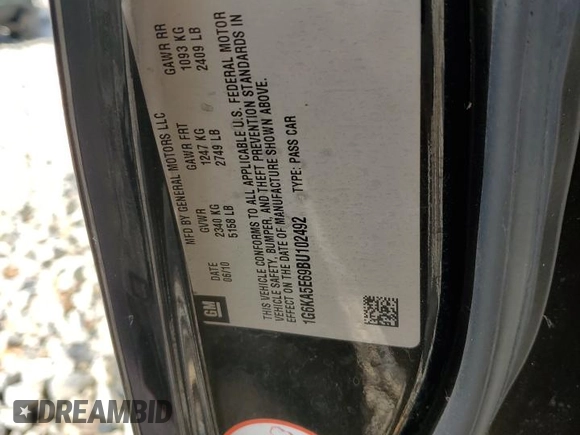 MFD BY GENERAL MOTORS LLC
DATE GVWR GAWR FRT GAWR RR
06/10 2340 KG 1247 KG 1093 KG
5158 LB 2749 LB 2409 LB
THIS VEHICLE CONFORMS TO ALL APPLICABLE U.S. FEDERAL MOTOR
VEHICLE SAFETY, BUMPER, AND THEFT PREVENTION STANDARDS IN
EFFECT ON THE DATE OF MANUFACTURE SHOWN ABOVE.
1G6KA5E69BU102492 TYPE: PASS CAR
GM
DREAMBID